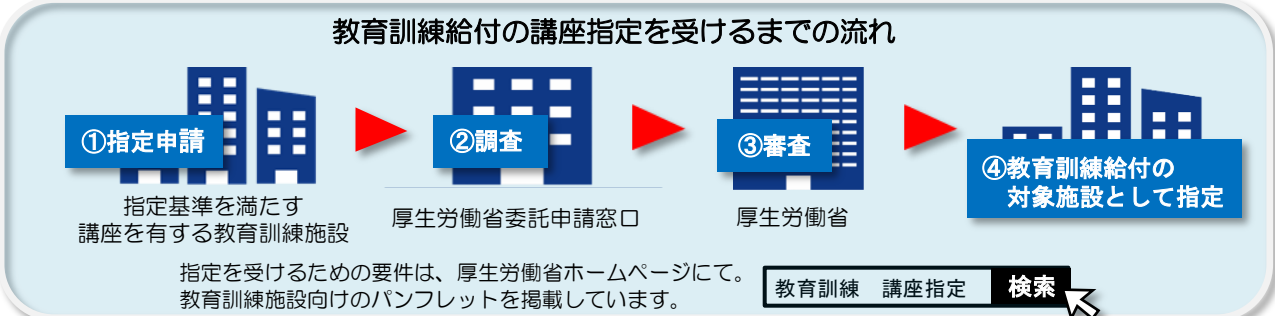 教育訓練給付の講座指定を受けるまでの流れ
①指定申請
指定基準を満たす
講座を有する教育訓練施設
②調査
厚生労働省委託申請窓口
③審査
厚生労働省
④教育訓練給付の
対象施設として指定
指定を受けるための要件は、厚生労働省ホームページにて。
教育訓練施設向けのパンフレットを掲載しています。
教育訓練　講座指定　検索